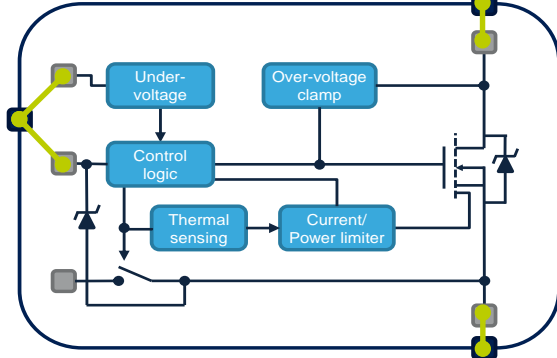 Under-
voltage
Over-voltage
clamp
Control
logic
Thermal
sensing
Current/
Power limiter